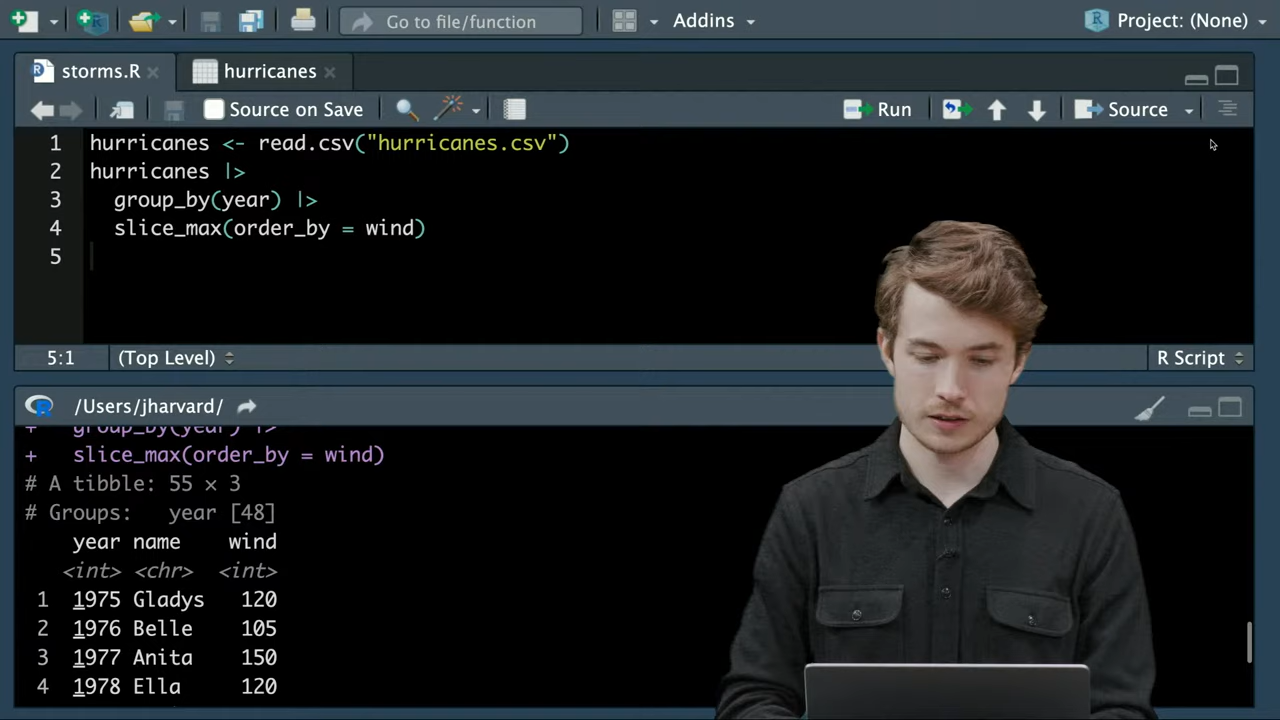 Go to file/function
Addins
Project: (None)
storms.R
hurricanes
Source on Save
Run
Source
1 hurricanes <- read.csv("hurricanes.csv")
2 hurricanes |>
3 group_by(year) |>
4 slice_max(order_by = wind)
5
5:1 (Top Level) R Script
/Users/jharvard/
+ group_by(year) |>
+ slice_max(order_by = wind)
# A tibble: 55 × 3
# Groups: year [48]
year name wind
<int> <chr> <int>
1 1975 Gladys 120
2 1976 Belle 105
3 1977 Anita 150
4 1978 Ella 120